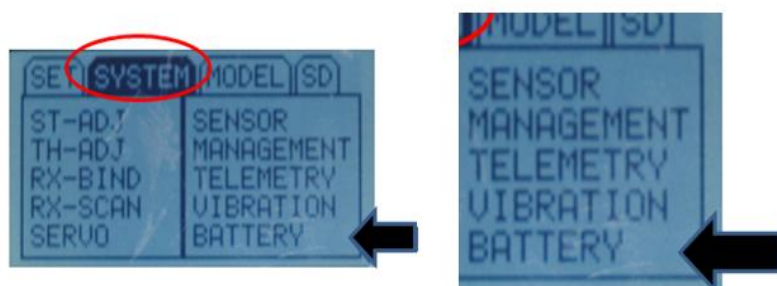 SET SYSTEM MODEL SD
ST-ADJ
TH-ADJ
RX-BIND
RX-SCAN
SERVO
SENSOR
MANAGEMENT
TELEMETRY
VIBRATION
BATTERY
MODEL SD
SENSOR
MANAGEMENT
TELEMETRY
VIBRATION
BATTERY